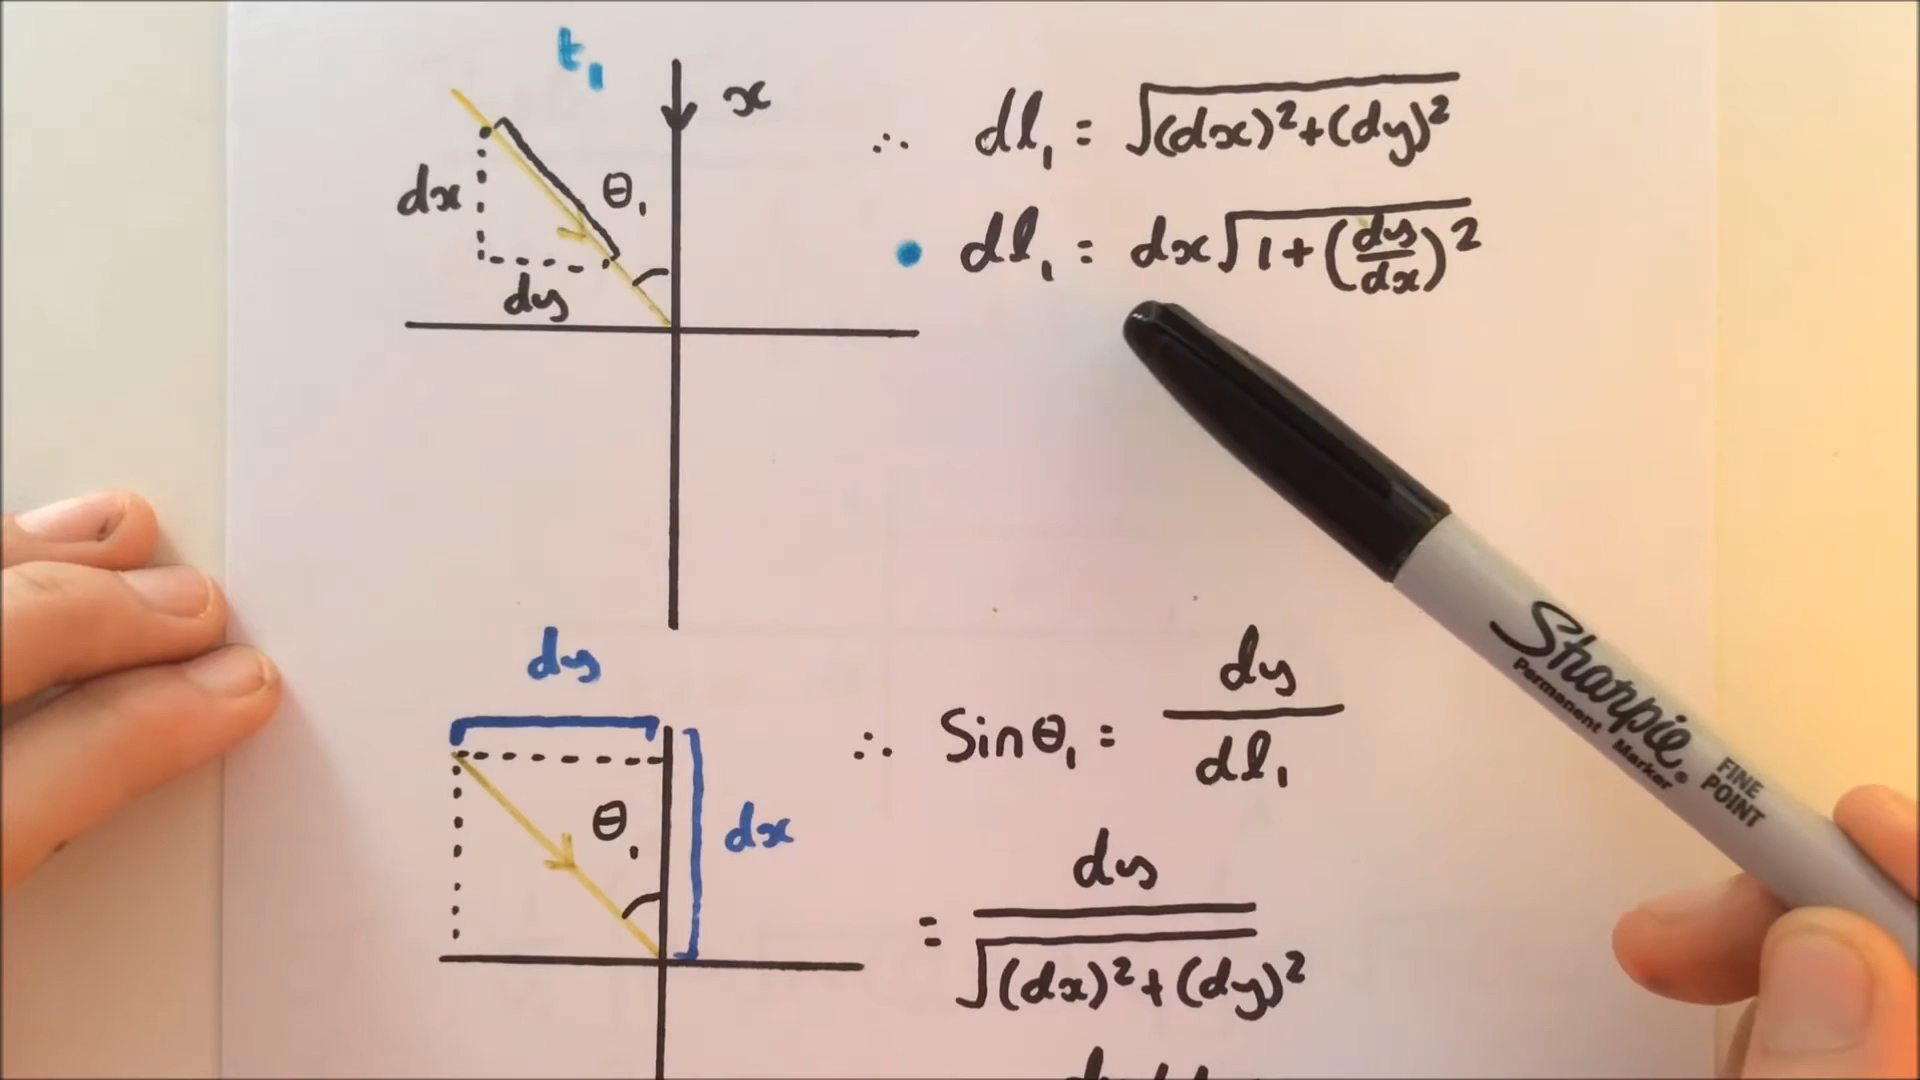 t₁
x
∴ dl₁ = √(dx)²+(dy)²
dx
θ₁
dl₁ = dx√1+(dy/dx)²
dy
dy
∴ Sinθ₁ = dy/dl₁
θ₁
dx
= dy/√(dx)²+(dy)²
Sharpie.
Permanent Marker
FINE
POINT